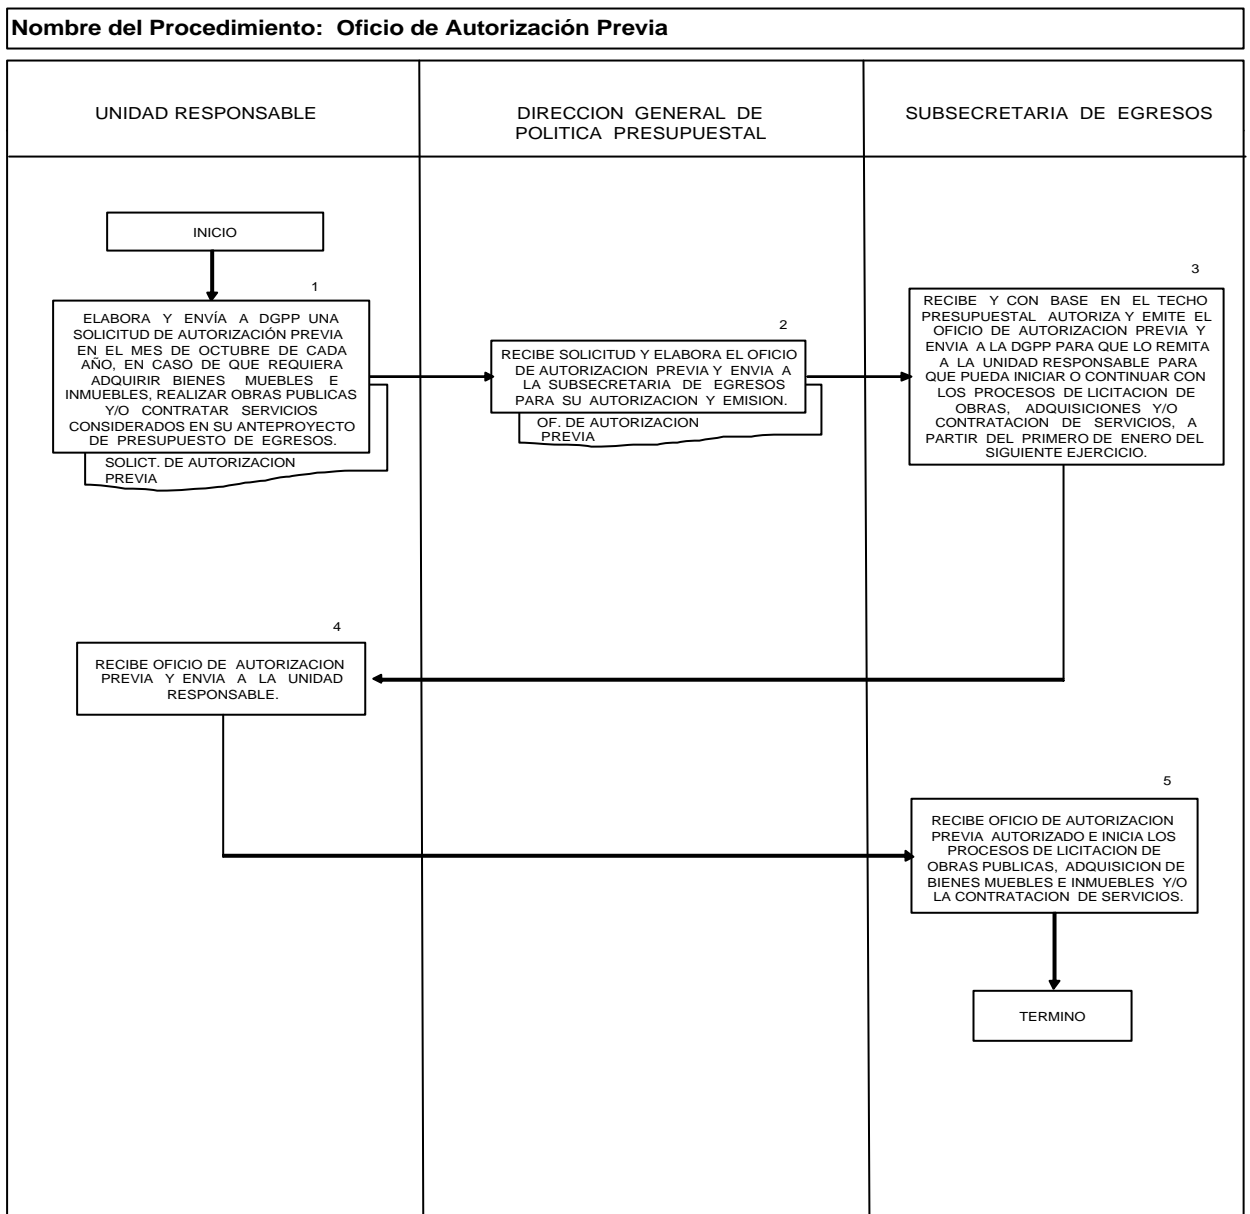 Nombre del Procedimiento: Oficio de Autorización Previa
UNIDAD RESPONSABLE
DIRECCION GENERAL DE
POLITICA PRESUPUESTAL
SUBSECRETARIA DE EGRESOS
INICIO
1
ELABORA Y ENVÍA A DGPP UNA
SOLICITUD DE AUTORIZACIÓN PREVIA
EN EL MES DE OCTUBRE DE CADA
AÑO, EN CASO DE QUE REQUIERA
ADQUIRIR BIENES MUEBLES E
INMUEBLES, REALIZAR OBRAS PUBLICAS
Y/O CONTRATAR SERVICIOS
CONSIDERADOS EN SU ANTEPROYECTO
DE PRESUPUESTO DE EGRESOS.
SOLICT. DE AUTORIZACION
PREVIA
2
RECIBE SOLICITUD Y ELABORA EL OFICIO
DE AUTORIZACION PREVIA Y ENVIA A
LA SUBSECRETARIA DE EGRESOS
PARA SU AUTORIZACION Y EMISION.
OF. DE AUTORIZACION
PREVIA
3
RECIBE Y CON BASE EN EL TECHO
PRESUPUESTAL AUTORIZA Y EMITE EL
OFICIO DE AUTORIZACION PREVIA Y
ENVIA A LA DGPP PARA QUE LO REMITA
A LA UNIDAD RESPONSABLE PARA
QUE PUEDA INICIAR O CONTINUAR CON
LOS PROCESOS DE LICITACION DE
OBRAS, ADQUISICIONES Y/O
CONTRATACION DE SERVICIOS, A
PARTIR DEL PRIMERO DE ENERO DEL
SIGUIENTE EJERCICIO.
4
RECIBE OFICIO DE AUTORIZACION
PREVIA Y ENVIA A LA UNIDAD
RESPONSABLE.
5
RECIBE OFICIO DE AUTORIZACION
PREVIA AUTORIZADO E INICIA LOS
PROCESOS DE LICITACION DE
OBRAS PUBLICAS, ADQUISICION DE
BIENES MUEBLES E INMUEBLES Y/O
LA CONTRATACION DE SERVICIOS.
TERMINO